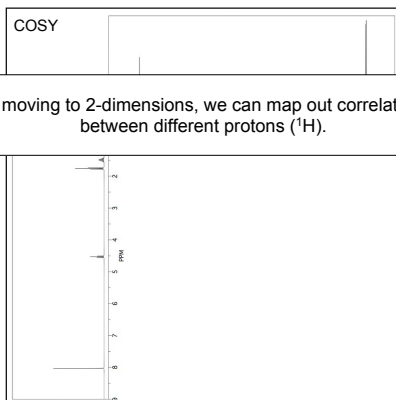 COSY
moving to 2-dimensions, we can map out correlat
between different protons (¹H).
2
3
4
PPM
5
6
7
8
9